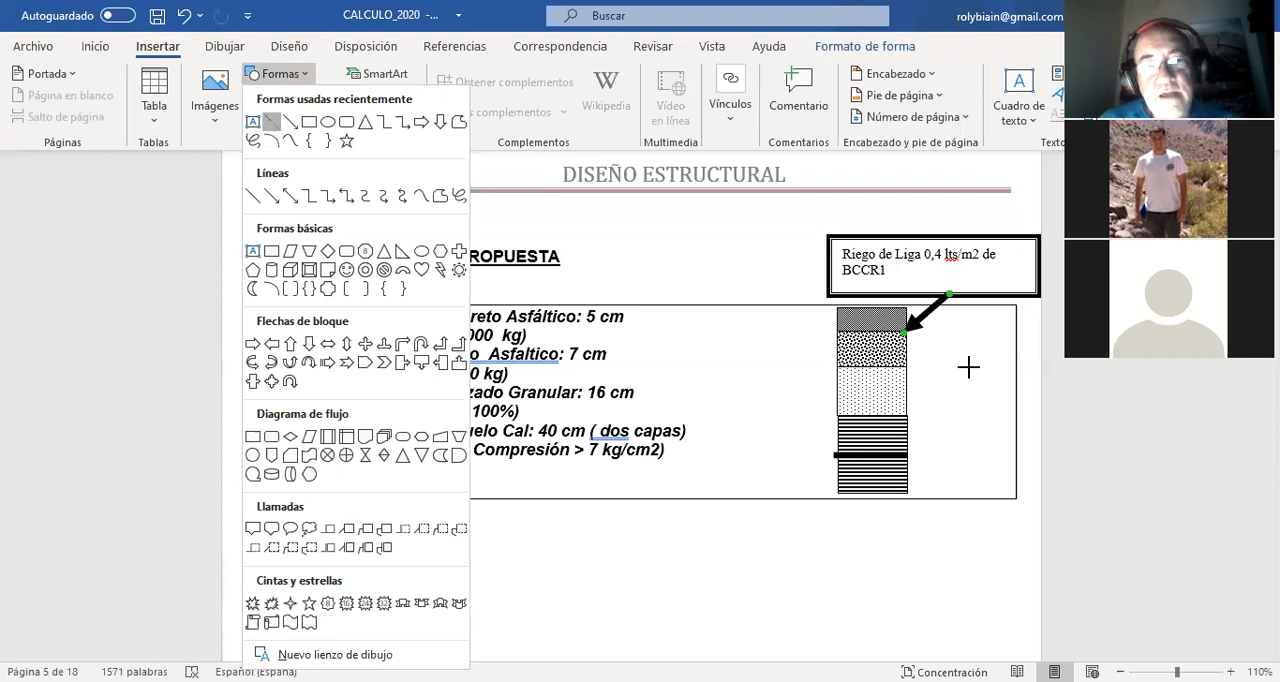 Autoguardado
CALCULO_2020 -...
Buscar
rolybiain@gmail.com
Archivo
Inicio
Insertar
Dibujar
Diseño
Disposición
Referencias
Correspondencia
Revisar
Vista
Ayuda
Formato de forma
Portada
Página en blanco
Salto de página
Páginas
Tabla
Tablas
Imágenes
Formas
SmartArt
Obtener complementos
complementos
Complementos
Wikipedia
Vídeo
en línea
Multimedia
Vínculos
Comentario
Comentarios
Encabezado
Pie de página
Número de página
Encabezado y pie de página
Cuadro de
texto
Texto
Formas usadas recientemente
Líneas
Formas básicas
Flechas de bloque
Diagrama de flujo
Llamadas
Cintas y estrellas
Nuevo lienzo de dibujo
DISEÑO ESTRUCTURAL
ROPUESTA
Riego de Liga 0,4 lts/m2 de
BCCR1
reto Asfáltico: 5 cm
000 kg)
o Asfaltico: 7 cm
0 kg)
zado Granular: 16 cm
100%)
uelo Cal: 40 cm ( dos capas)
Compresión > 7 kg/cm2)
Página 5 de 18
1571 palabras
Español (España)
Concentración
110%